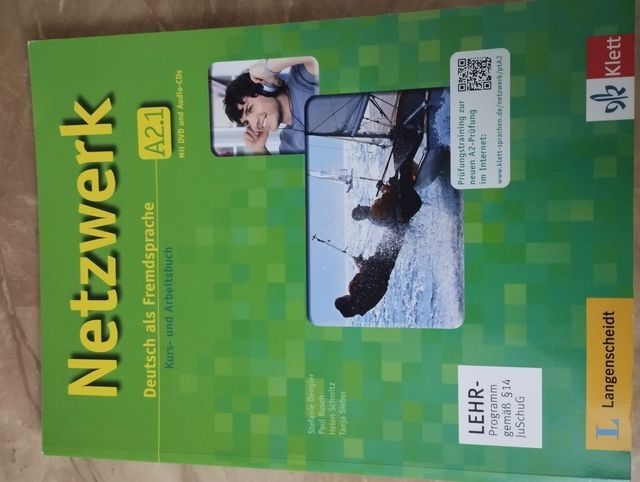 Netzwerk
Deutsch als Fremdsprache
A2.1
Kurs- und Arbeitsbuch
Mit DVD und Audio-CDs
Stefanie Dengler
Paul Rusch
Helen Schmitz
Tanja Sieber
Prüfungstraining zur
neuen A2-Prüfung
im Internet:
www.klett-sprachen.de/netzwerk/ptA2
Klett
LEHR-
Programm
gemäß §14
JuSchuG
L Langenscheidt